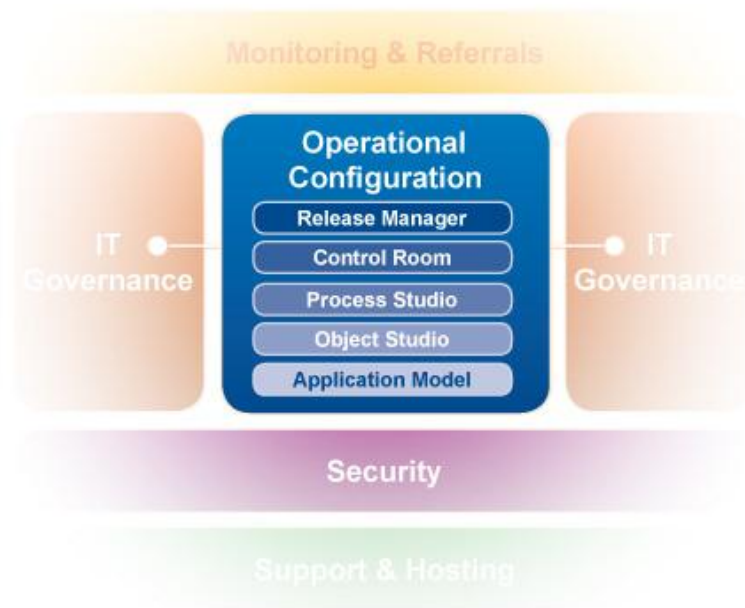 Monitoring & Referrals
Operational
Configuration
Release Manager
Control Room
Process Studio
Object Studio
Application Model
IT
Governance
IT
Governance
Security
Support & Hosting